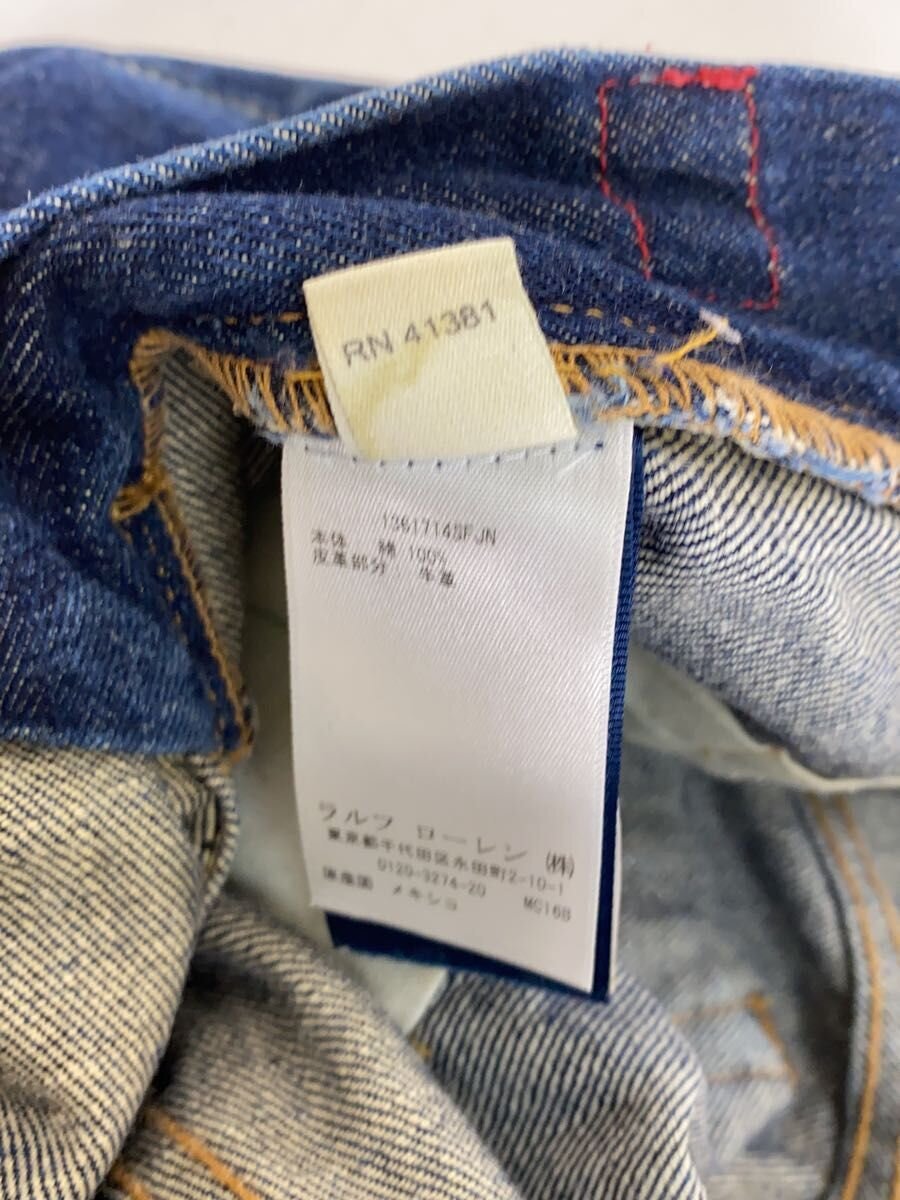 RN 41381
1361714SFJN
本体 綿 100%
皮革部分 牛革
ラルフ ローレン ㈱
東京都千代田区永田町2-10-1
0120-3274-20 MC16B
原産国 メキシコ